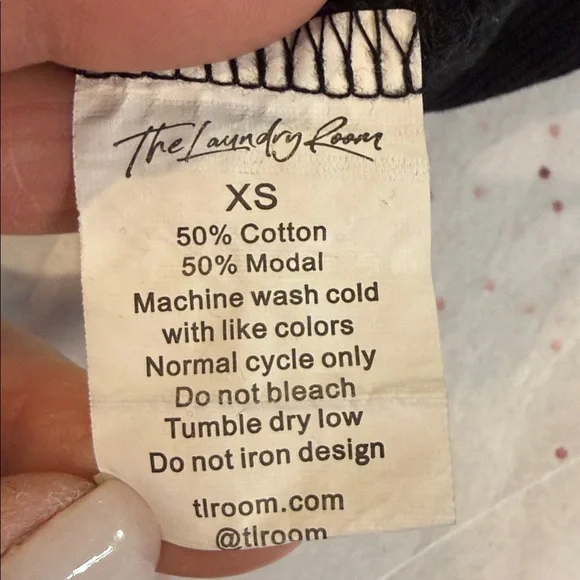 The Laundry Room
XS
50% Cotton
50% Modal
Machine wash cold
with like colors
Normal cycle only
Do not bleach
Tumble dry low
Do not iron design
tlroom.com
@tlroom